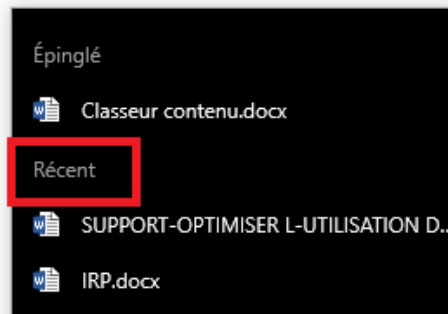 Épinglé
Classeur contenu.docx
Récent
SUPPORT-OPTIMISER L-UTILISATION D...
IRP.docx